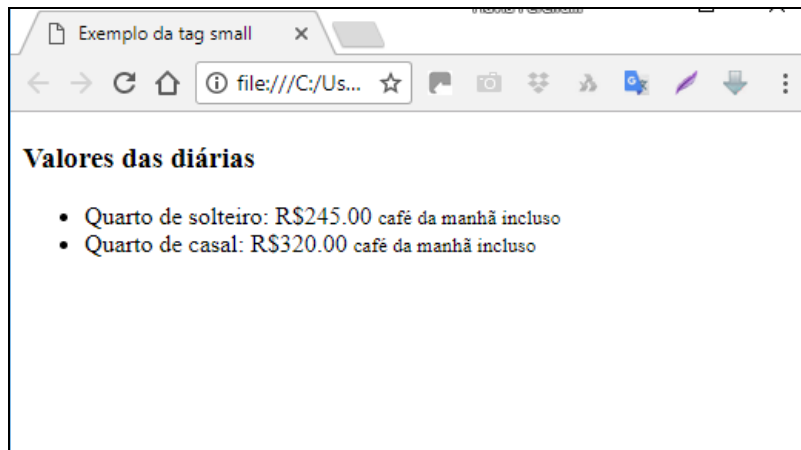 Exemplo da tag small
file:///C:/Us...
Valores das diárias
Quarto de solteiro: R$245.00 café da manhã incluso
Quarto de casal: R$320.00 café da manhã incluso